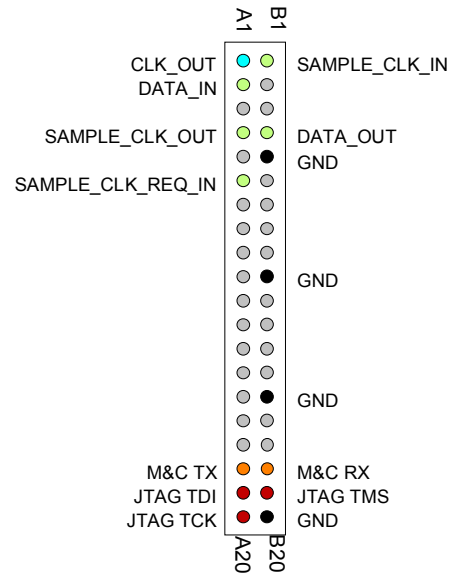 A1 B1
CLK_OUT SAMPLE_CLK_IN
DATA_IN
SAMPLE_CLK_OUT DATA_OUT
GND
SAMPLE_CLK_REQ_IN
GND
GND
M&C TX M&C RX
JTAG TDI JTAG TMS
JTAG TCK GND
A20 B20